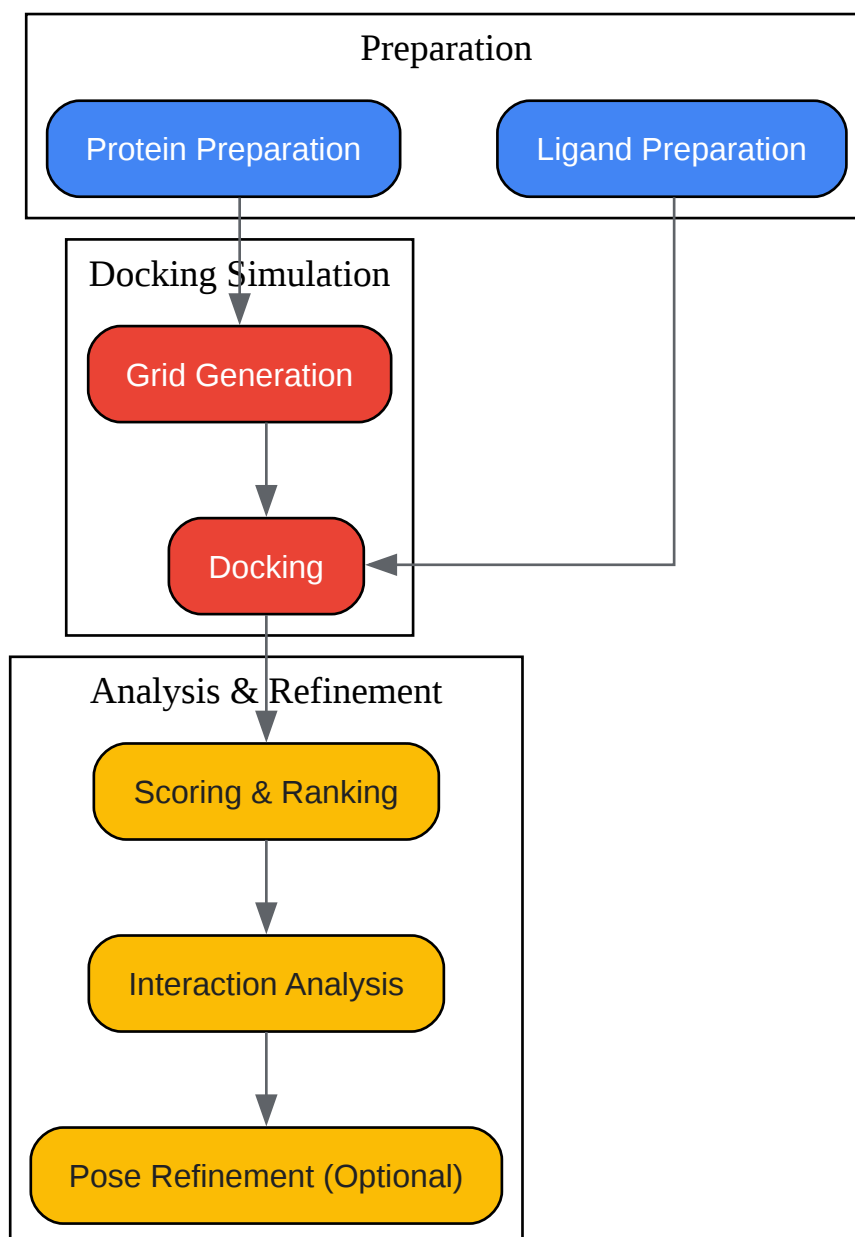 Preparation
Protein Preparation
Ligand Preparation
Docking Simulation
Grid Generation
Docking
Analysis & Refinement
Scoring & Ranking
Interaction Analysis
Pose Refinement (Optional)